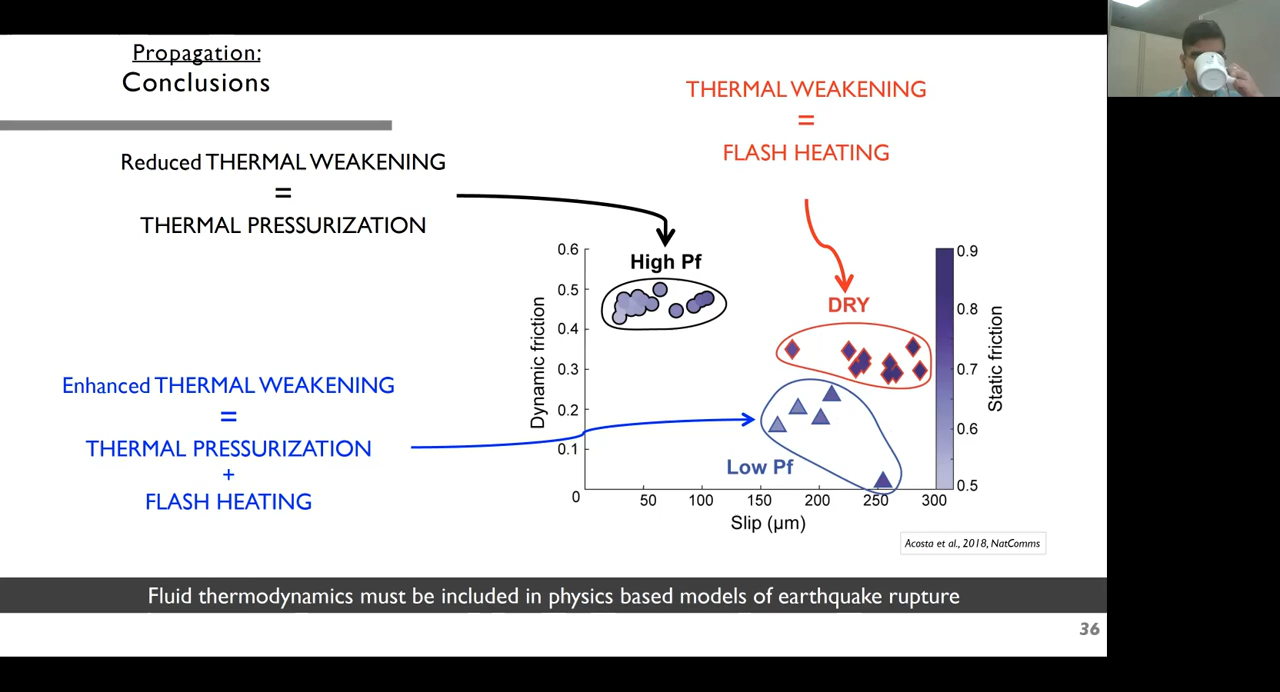 Propagation:
Conclusions
THERMAL WEAKENING
=
FLASH HEATING
Reduced THERMAL WEAKENING
=
THERMAL PRESSURIZATION
Enhanced THERMAL WEAKENING
=
THERMAL PRESSURIZATION
+
FLASH HEATING
High Pf
DRY
Low Pf
Dynamic friction
0.6
0.5
0.4
0.3
0.2
0.1
0
50
100
150
200
250
300
Slip (μm)
0.9
0.8
0.7
0.6
0.5
Static friction
Acosta et al., 2018, NatComms
Fluid thermodynamics must be included in physics based models of earthquake rupture
36